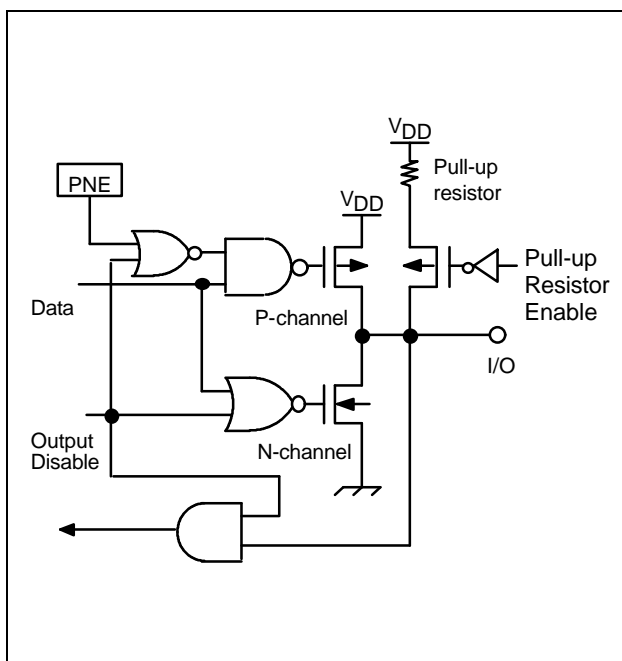 VDD
Pull-up
resistor
PNE
VDD
Pull-up
Resistor
Enable
Data
P-channel
I/O
Output
Disable
N-channel